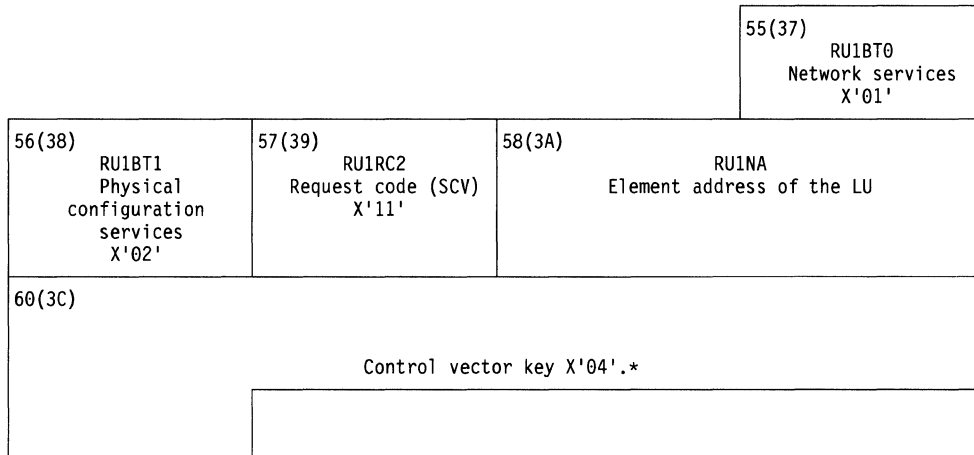 55(37)
RU1BT0
Network services
X'01'
56(38)
RU1BT1
Physical
configuration
services
X'02'
57(39)
RU1RC2
Request code (SCV)
X'11'
58(3A)
RU1NA
Element address of the LU
60(3C)
Control vector key X'04'.*